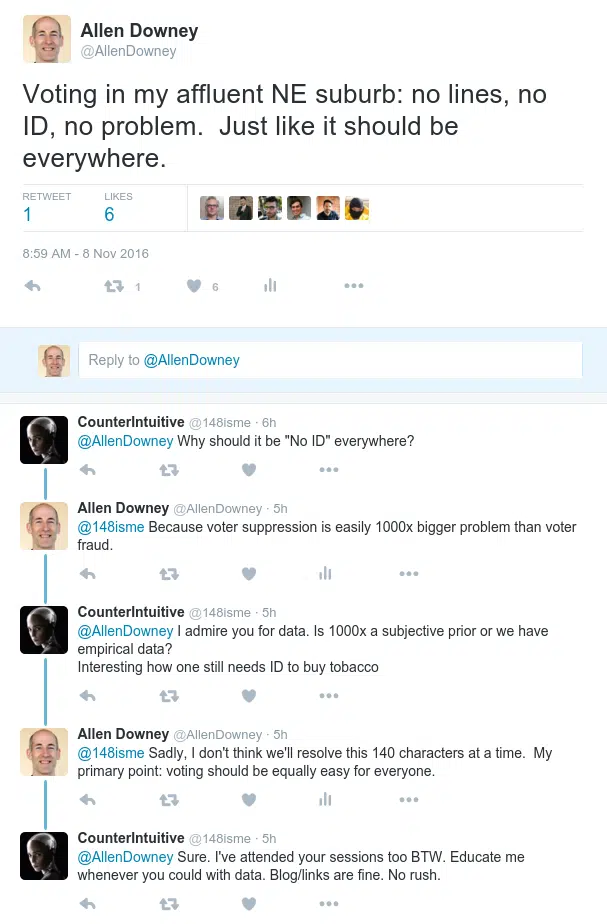 Allen Downey
@AllenDowney
Voting in my affluent NE suburb: no lines, no
ID, no problem.  Just like it should be
everywhere.
RETWEET LIKES
1 6
8:59 AM - 8 Nov 2016
1 6
Reply to @AllenDowney
CounterIntuitive @148isme · 6h
@AllenDowney Why should it be "No ID" everywhere?
Allen Downey @AllenDowney · 5h
@148isme Because voter suppression is easily 1000x bigger problem than voter
fraud.
CounterIntuitive @148isme · 5h
@AllenDowney I admire you for data. Is 1000x a subjective prior or we have
empirical data?
Interesting how one still needs ID to buy tobacco
Allen Downey @AllenDowney · 5h
@148isme Sadly, I don't think we'll resolve this 140 characters at a time.  My
primary point: voting should be equally easy for everyone.
CounterIntuitive @148isme · 5h
@AllenDowney Sure. I've attended your sessions too BTW. Educate me
whenever you could with data. Blog/links are fine. No rush.